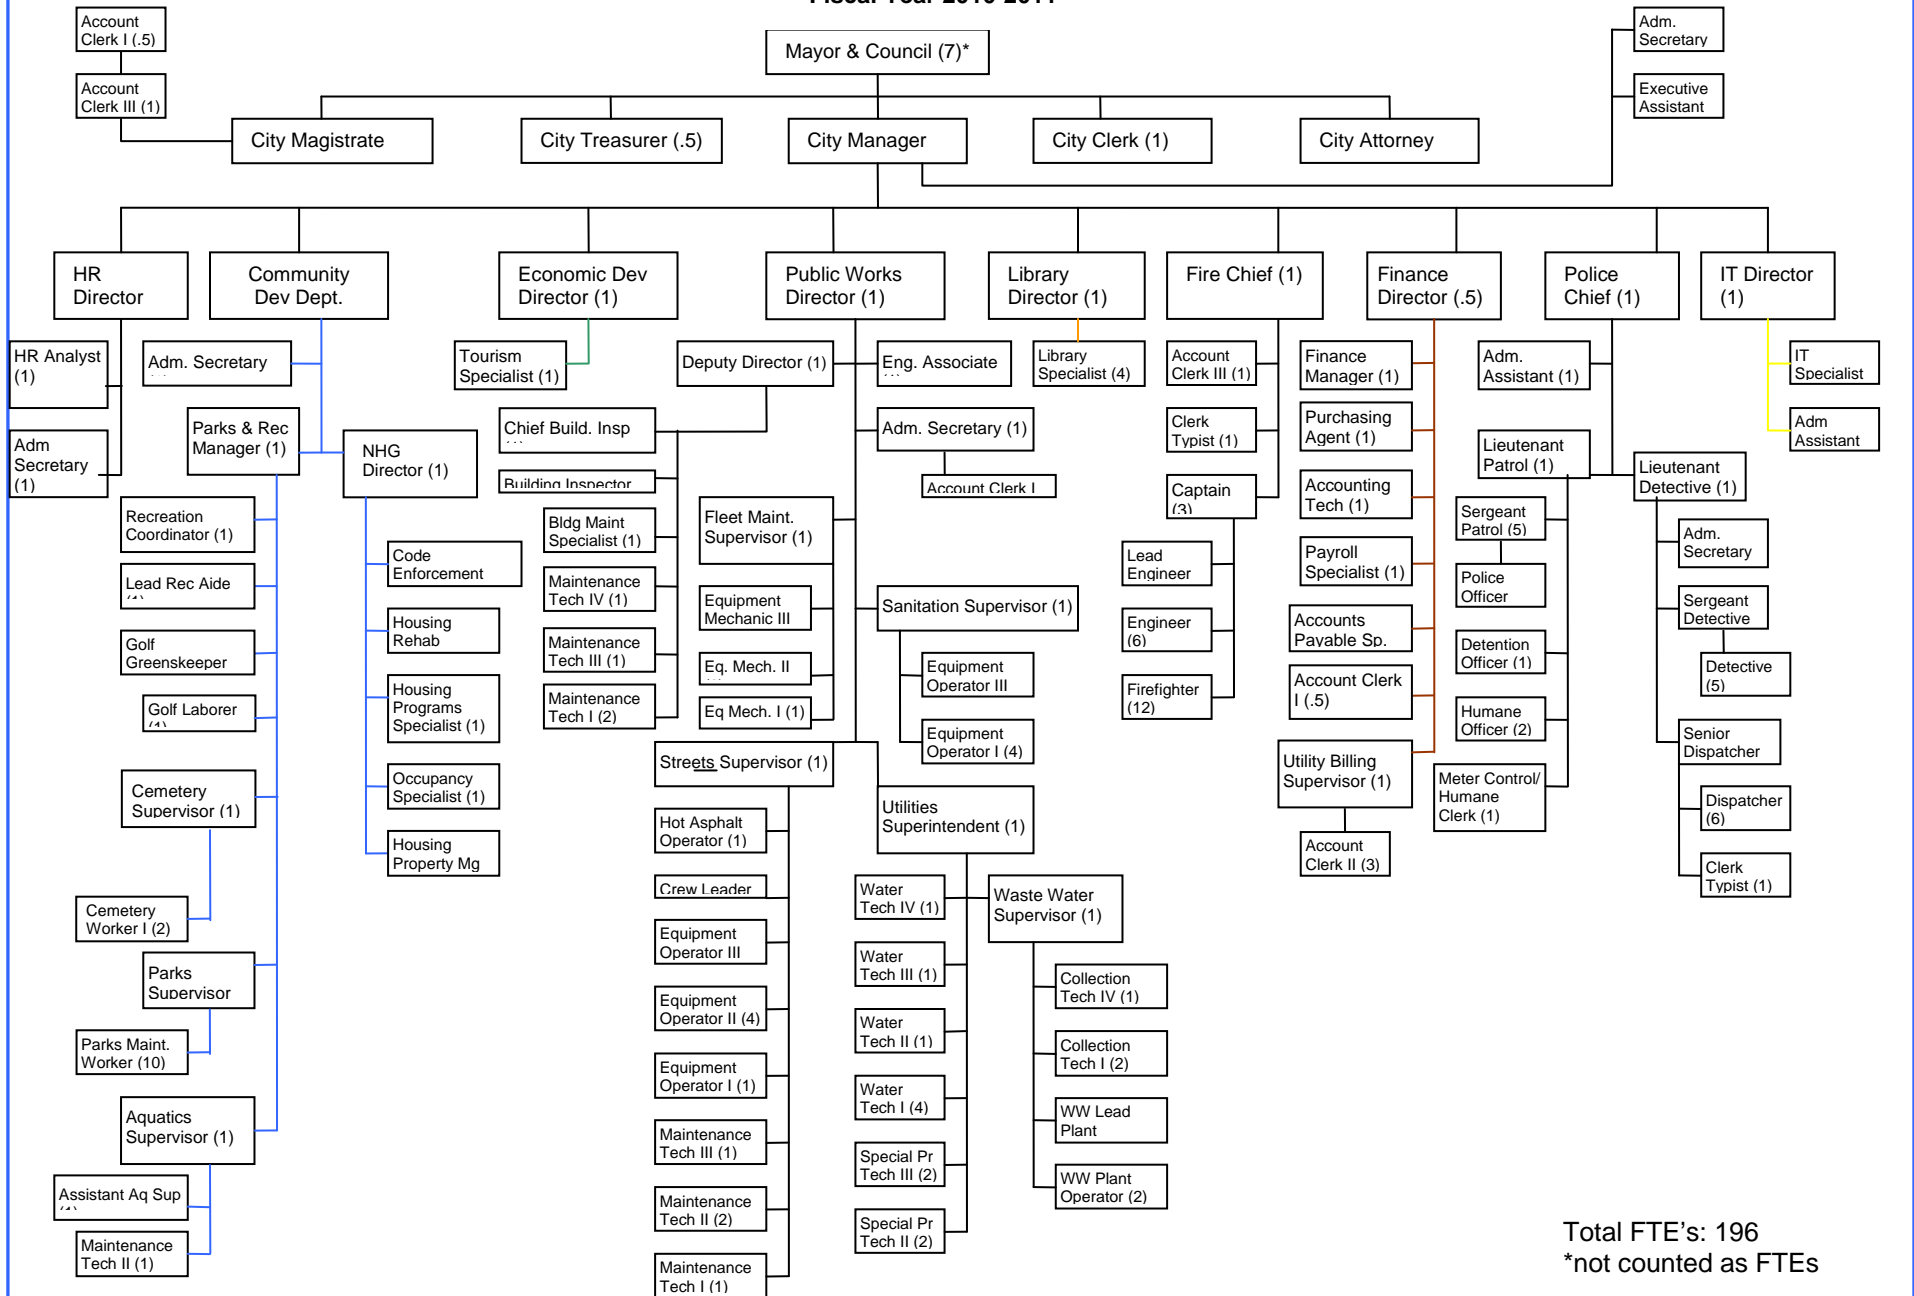 Fiscal Year 2010-2011
Account
Clerk I (.5)
Adm.
Secretary
Mayor & Council (7)*
Account
Clerk III (1)
Executive
Assistant
City Magistrate
City Treasurer (.5)
City Manager
City Clerk (1)
City Attorney
HR
Director
Community
Dev Dept.
Economic Dev
Director (1)
Public Works
Director (1)
Library
Director (1)
Fire Chief (1)
Finance
Director (.5)
Police
Chief (1)
IT Director
(1)
HR Analyst
(1)
Adm
Secretary
(1)
Adm. Secretary
Parks & Rec
Manager (1)
NHG
Director (1)
Recreation
Coordinator (1)
Lead Rec Aide
Golf
Greenskeeper
Golf Laborer
(1)
Cemetery
Supervisor (1)
Cemetery
Worker I (2)
Parks
Supervisor
Parks Maint.
Worker (10)
Aquatics
Supervisor (1)
Assistant Aq Sup
Maintenance
Tech II (1)
Code
Enforcement
Housing
Rehab
Housing
Programs
Specialist (1)
Occupancy
Specialist (1)
Housing
Property Mg
Tourism
Specialist (1)
Deputy Director (1)
Eng. Associate
Chief Build. Insp
Building Inspector
Bldg Maint
Specialist (1)
Maintenance
Tech IV (1)
Maintenance
Tech III (1)
Maintenance
Tech I (2)
Adm. Secretary (1)
Account Clerk I
Fleet Maint.
Supervisor (1)
Equipment
Mechanic III
Eq. Mech. II
Eq Mech. I (1)
Sanitation Supervisor (1)
Equipment
Operator III
Equipment
Operator I (4)
Streets Supervisor (1)
Hot Asphalt
Operator (1)
Crew Leader
Equipment
Operator III
Equipment
Operator II (4)
Equipment
Operator I (1)
Maintenance
Tech III (1)
Maintenance
Tech II (2)
Maintenance
Tech I (1)
Utilities
Superintendent (1)
Water
Tech IV (1)
Water
Tech III (1)
Water
Tech II (1)
Water
Tech I (4)
Special Pr
Tech III (2)
Special Pr
Tech II (2)
Waste Water
Supervisor (1)
Collection
Tech IV (1)
Collection
Tech I (2)
WW Lead
Plant
WW Plant
Operator (2)
Library
Specialist (4)
Account
Clerk III (1)
Clerk
Typist (1)
Captain
(3)
Lead
Engineer
Engineer
(6)
Firefighter
(12)
Finance
Manager (1)
Purchasing
Agent (1)
Accounting
Tech (1)
Payroll
Specialist (1)
Accounts
Payable Sp.
Account Clerk
I (.5)
Utility Billing
Supervisor (1)
Account
Clerk II (3)
Adm.
Assistant (1)
Lieutenant
Patrol (1)
Sergeant
Patrol (5)
Police
Officer
Detention
Officer (1)
Humane
Officer (2)
Meter Control/
Humane
Clerk (1)
Lieutenant
Detective (1)
Adm.
Secretary
Sergeant
Detective
Detective
(5)
Senior
Dispatcher
Dispatcher
(6)
Clerk
Typist (1)
IT
Specialist
Adm
Assistant
Total FTE's: 196
*not counted as FTEs